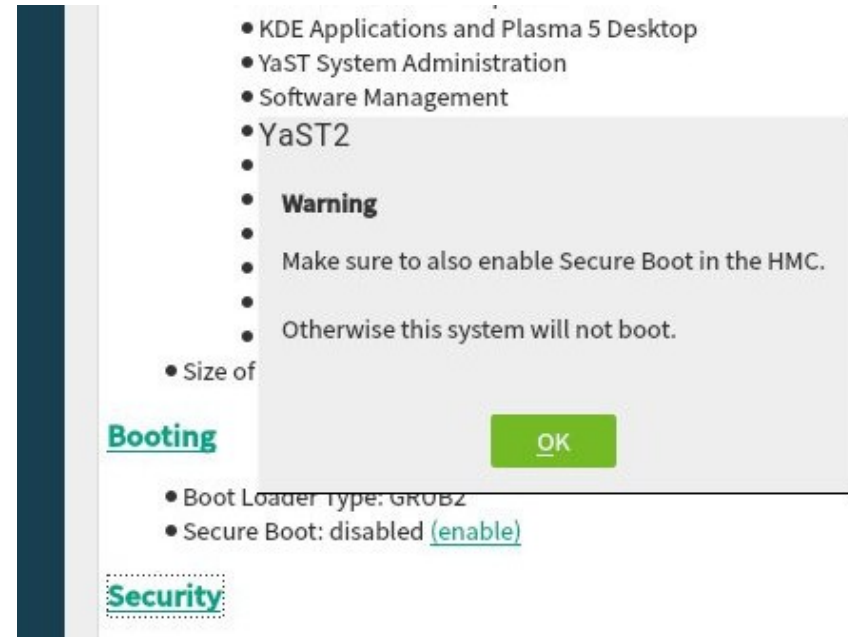 KDE Applications and Plasma 5 Desktop
YaST System Administration
Software Management
YaST2
Warning
Make sure to also enable Secure Boot in the HMC.
Otherwise this system will not boot.
Size of
OK
Booting
Boot Loader Type: GRUB2
Secure Boot: disabled (enable)
Security